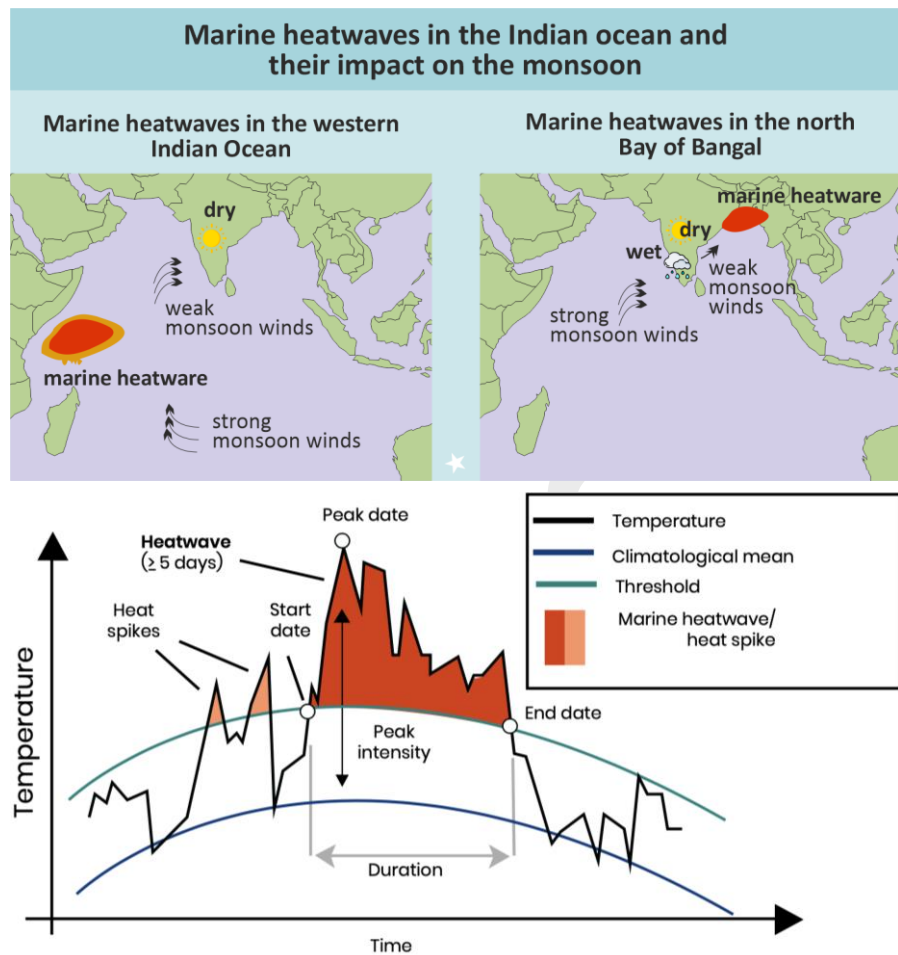 Marine heatwaves in the Indian ocean and
their impact on the monsoon
Marine heatwaves in the western
Indian Ocean
dry
weak
monsoon winds
marine heatware
strong
monsoon winds
Marine heatwaves in the north
Bay of Bangal
marine heatware
dry
wet
weak
monsoon
winds
strong
monsoon winds
Peak date
Heatwave
(≥ 5 days)
Heat
spikes
Start
date
Peak
intensity
End date
Duration
Temperature
Time
Temperature
Climatological mean
Threshold
Marine heatwave/
heat spike